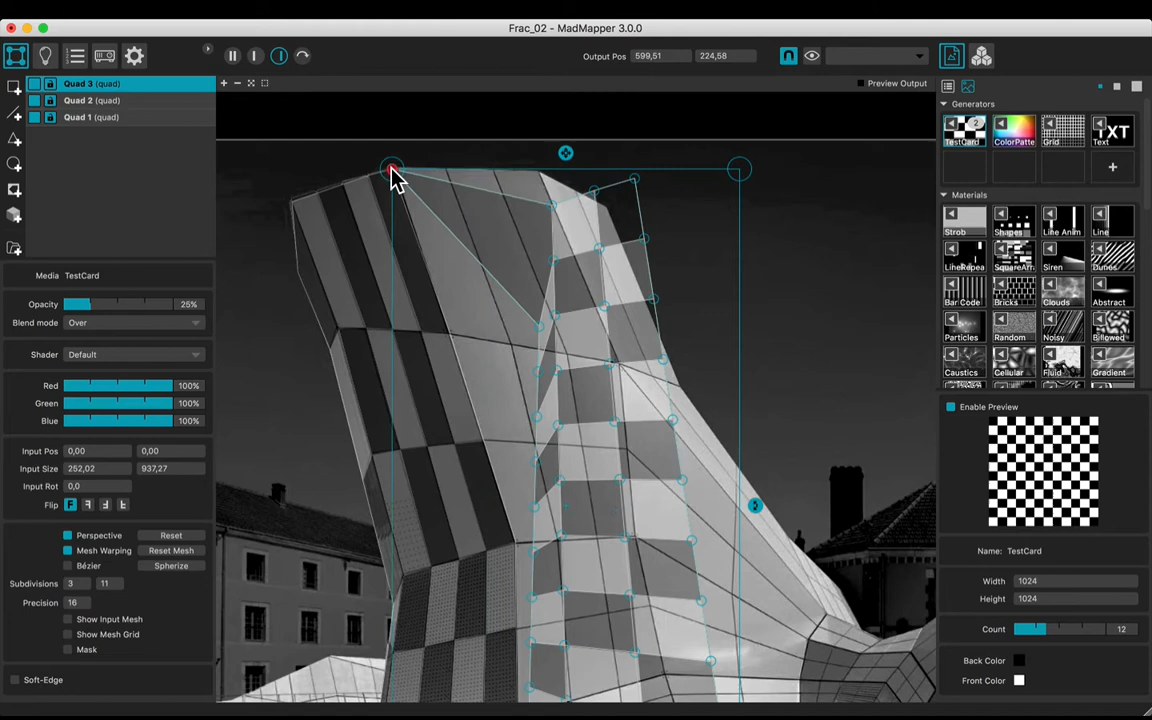 Frac_02 - MadMapper 3.0.0
Output Pos 599,51 224,58
Preview Output
Quad 3 (quad)
Quad 2 (quad)
Quad 1 (quad)
Media TestCard
Opacity 25%
Blend mode Over
Shader Default
Red 100%
Green 100%
Blue 100%
Input Pos 0,00 0,00
Input Size 252,02 937,27
Input Rot 0,0
Flip F F F F
Perspective Reset
Mesh Warping Reset Mesh
Bézier Spherize
Subdivisions 3 11
Precision 16
Show Input Mesh
Show Mesh Grid
Mask
Soft-Edge
Generators
2 TXT
TestCard ColorPatte Grid Text
Materials
Strob Shapes Line Anim Line
LineRepea SquareArra Siren Dunes
Bar Code Bricks Clouds Abstract
Particles Random Noisy Billowed
Caustics Cellular Fluid Gradient
Enable Preview
Name: TestCard
Width 1024
Height 1024
Count 12
Back Color
Front Color